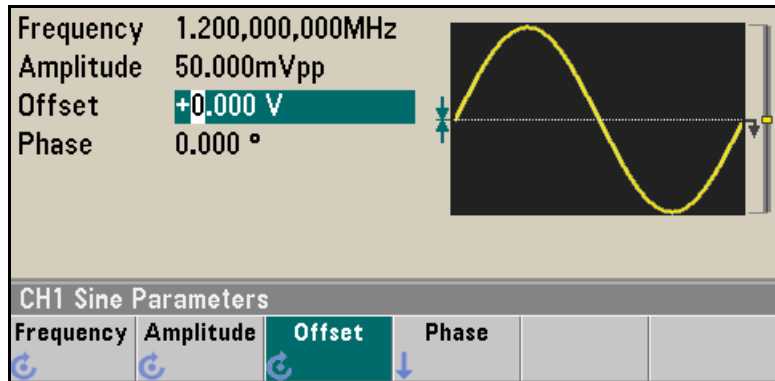 Frequency 1.200,000,000MHz
Amplitude 50.000mVpp
Offset +0.000 V
Phase 0.000 °
CH1 Sine Parameters
Frequency Amplitude Offset Phase